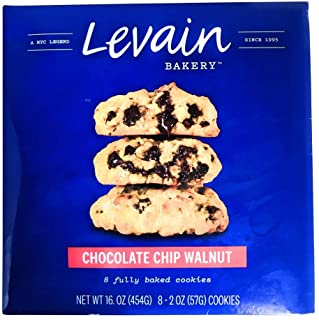 Levain
A NYC LEGEND
SINCE 1995
BAKERY™
CHOCOLATE CHIP WALNUT
8 fully baked cookies
NET WT 16. OZ (454G) 8-2 OZ (57G) COOKIES